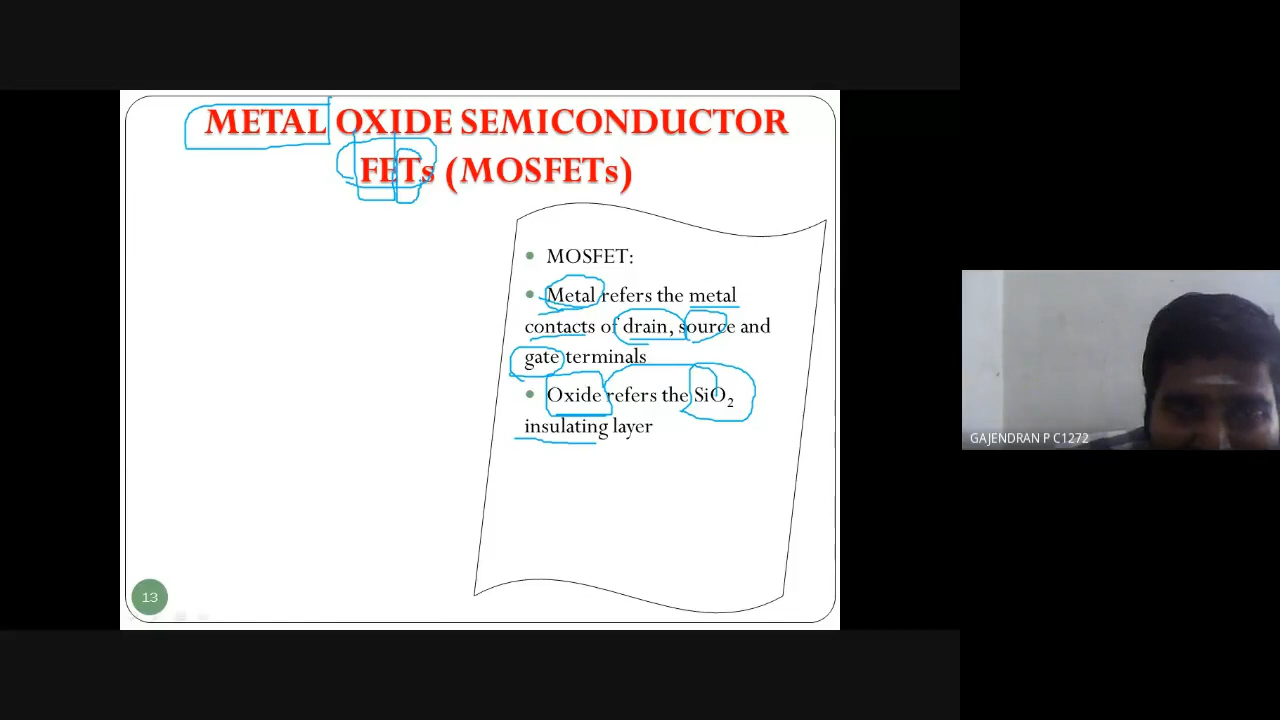 METAL OXIDE SEMICONDUCTOR
FETs (MOSFETs)
MOSFET:
Metal refers the metal
contacts of drain, source and
gate terminals
Oxide refers the SiO₂
insulating layer
13
GAJENDRAN P C1272